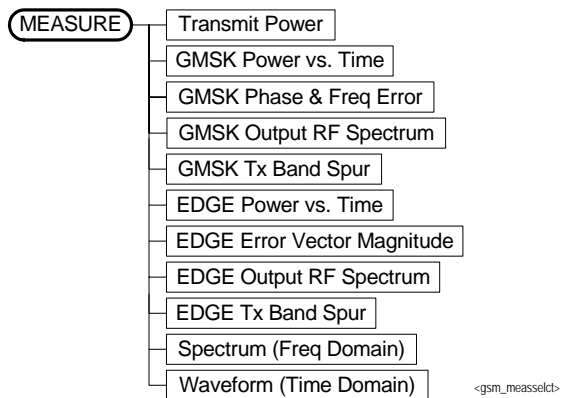 MEASURE
Transmit Power
GMSK Power vs. Time
GMSK Phase & Freq Error
GMSK Output RF Spectrum
GMSK Tx Band Spur
EDGE Power vs. Time
EDGE Error Vector Magnitude
EDGE Output RF Spectrum
EDGE Tx Band Spur
Spectrum (Freq Domain)
Waveform (Time Domain)
<gsm_measselct>